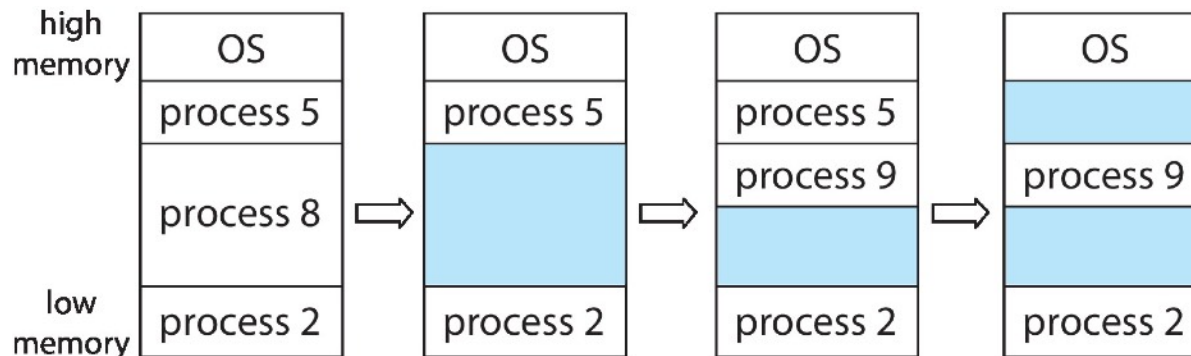 high
memory
OS
process 5
process 8
process 2
low
memory
OS
process 5
process 2
OS
process 5
process 9
process 2
OS
process 9
process 2